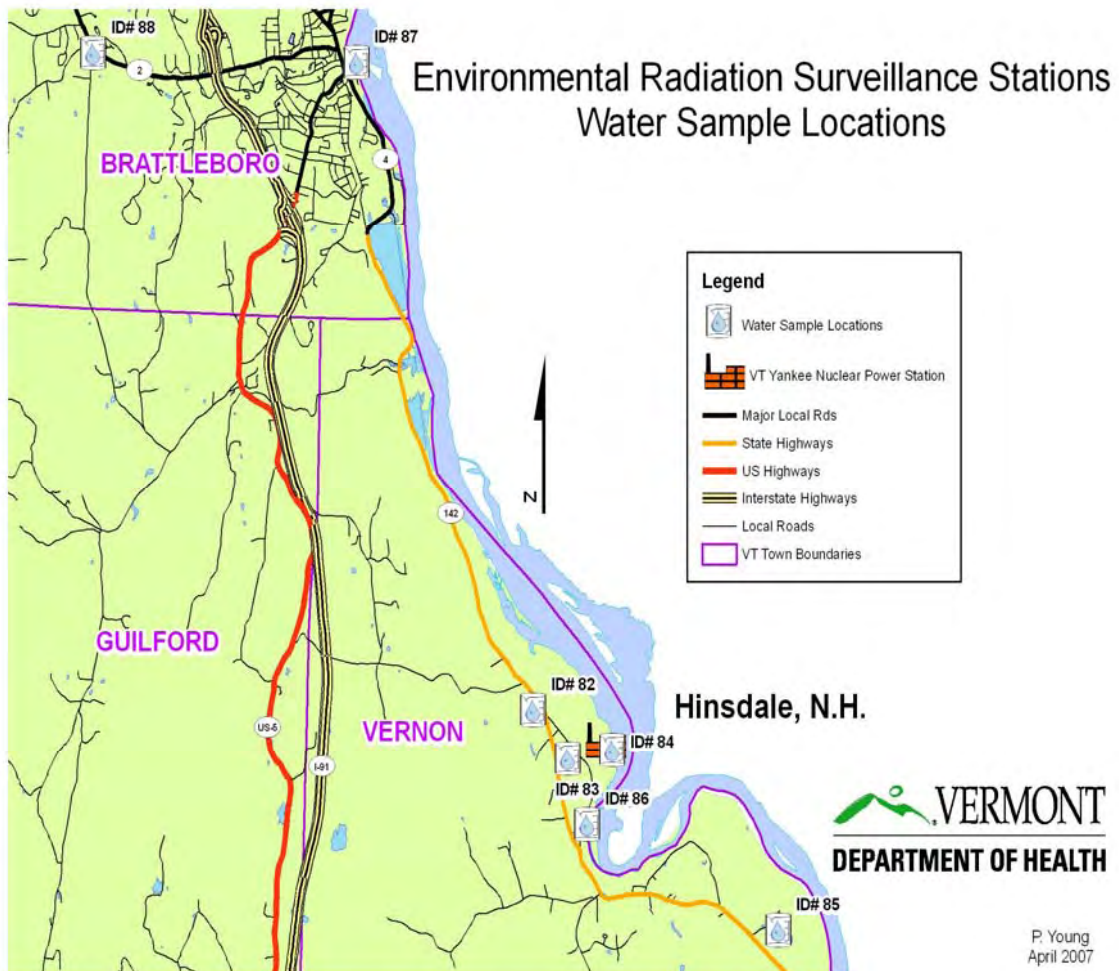 ID# 88
ID# 87
Environmental Radiation Surveillance Stations
Water Sample Locations
2
BRATTLEBORO
4
Legend
Water Sample Locations
VT Yankee Nuclear Power Station
Major Local Rds
State Highways
US Highways
Interstate Highways
Local Roads
VT Town Boundaries
N
142
GUILFORD
ID# 82
Hinsdale, N.H.
VERNON
US-5
ID# 84
I-91
ID# 83
ID# 86
VERMONT
DEPARTMENT OF HEALTH
ID# 85
P. Young
April 2007